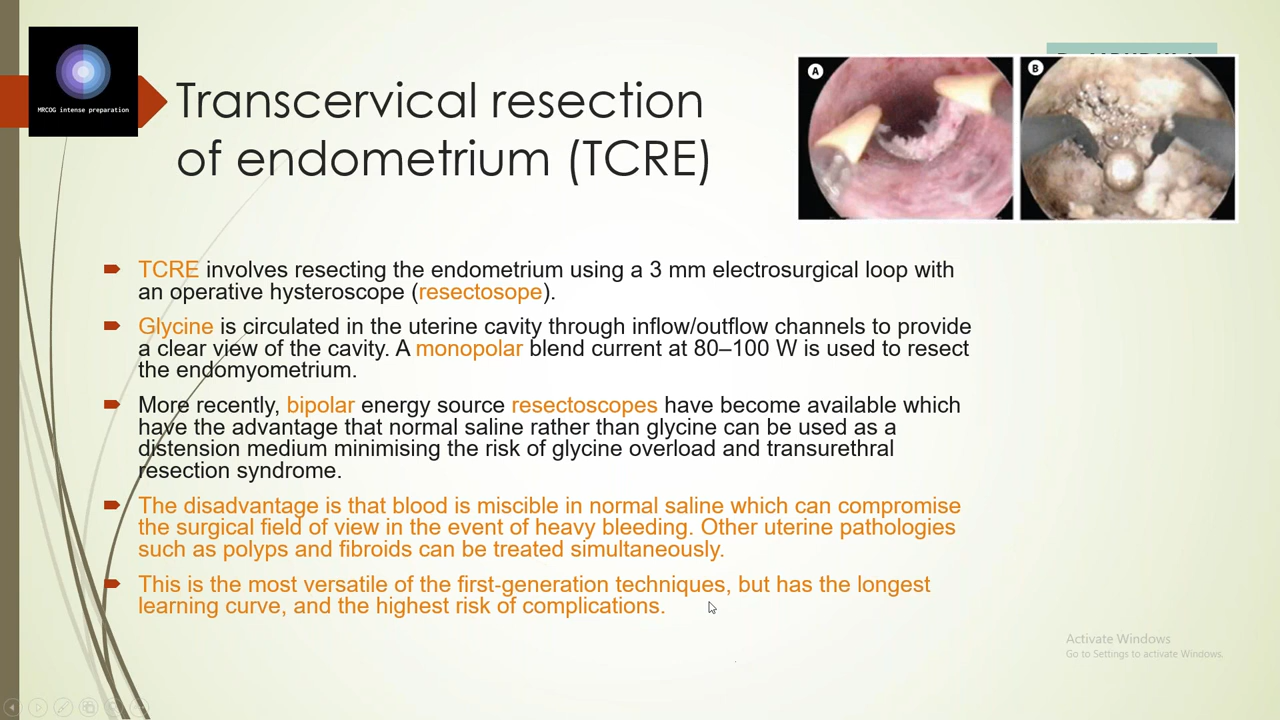 MRCOG intense preparation
Transcervical resection
of endometrium (TCRE)
A
B
TCRE involves resecting the endometrium using a 3 mm electrosurgical loop with
an operative hysteroscope (resectosope).
Glycine is circulated in the uterine cavity through inflow/outflow channels to provide
a clear view of the cavity. A monopolar blend current at 80–100 W is used to resect
the endomyometrium.
More recently, bipolar energy source resectoscopes have become available which
have the advantage that normal saline rather than glycine can be used as a
distension medium minimising the risk of glycine overload and transurethral
resection syndrome.
The disadvantage is that blood is miscible in normal saline which can compromise
the surgical field of view in the event of heavy bleeding. Other uterine pathologies
such as polyps and fibroids can be treated simultaneously.
This is the most versatile of the first-generation techniques, but has the longest
learning curve, and the highest risk of complications.
Activate Windows
Go to Settings to activate Windows.